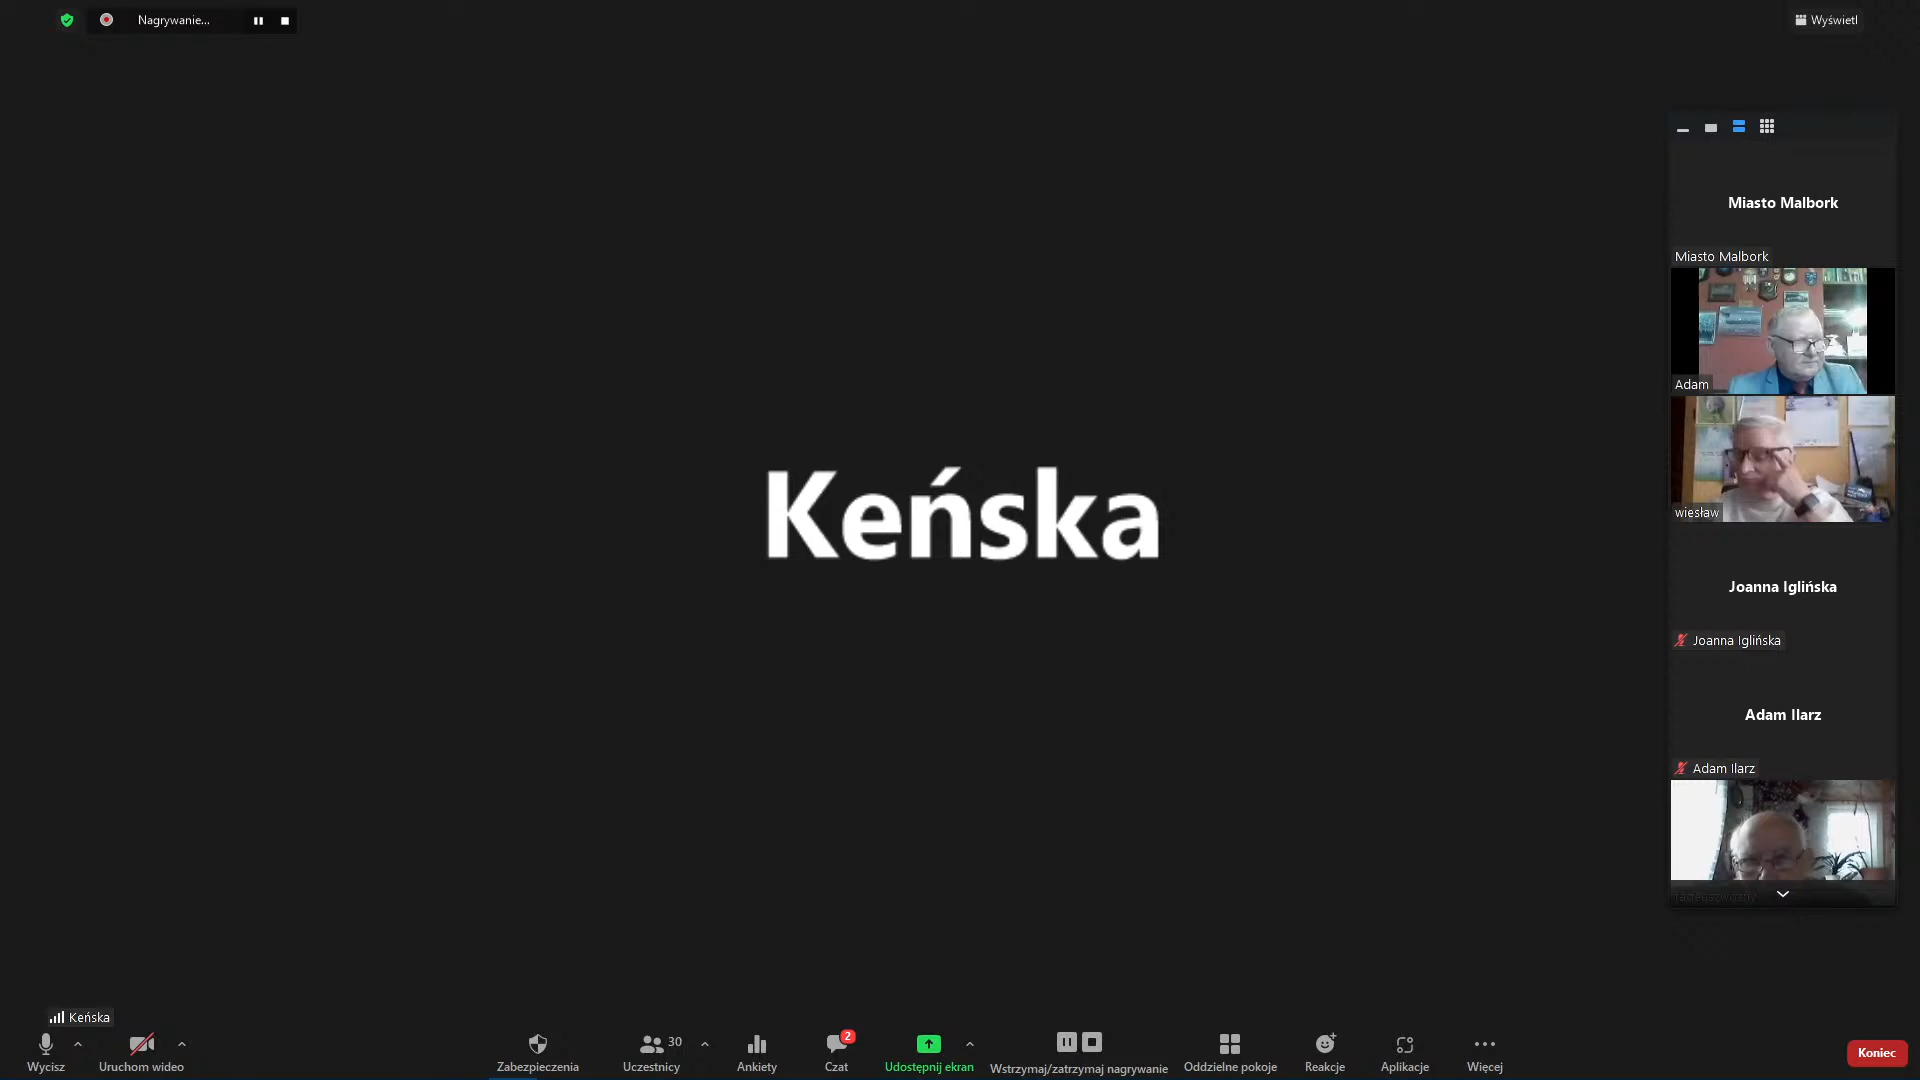 Nagrywanie...
Wyświetl
Miasto Malbork
Miasto Malbork
Adam
wiesław
Joanna Iglińska
Joanna Iglińska
Adam Ilarz
Adam Ilarz
Keńska
Keńska
Wycisz
Uruchom wideo
Zabezpieczenia
Uczestnicy
30
Ankiety
Czat
2
Udostępnij ekran
Wstrzymaj/zatrzymaj nagrywanie
Oddzielne pokoje
Reakcje
Aplikacje
Więcej
Koniec